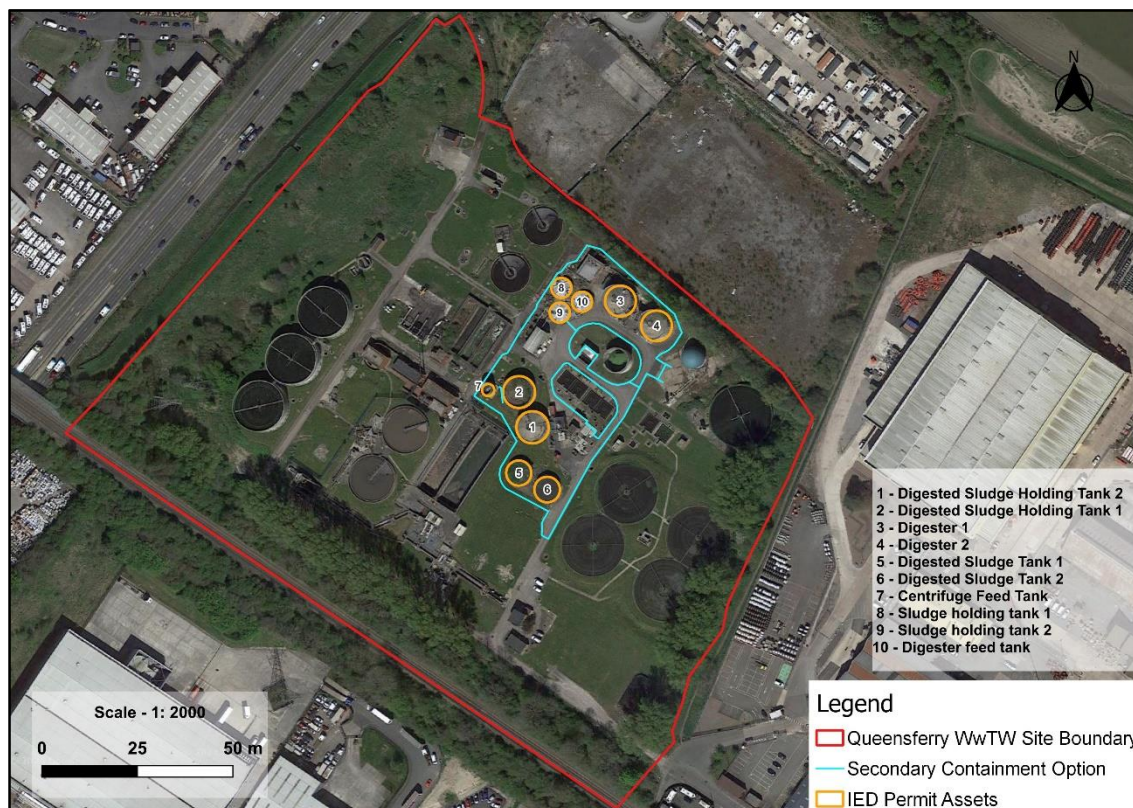 N
8
10
3
9
4
7
2
1
5
6
1 - Digested Sludge Holding Tank 2
2 - Digested Sludge Holding Tank 1
3 - Digester 1
4 - Digester 2
5 - Digested Sludge Tank 1
6 - Digested Sludge Tank 2
7 - Centrifuge Feed Tank
8 - Sludge holding tank 1
9 - Sludge holding tank 2
10 - Digester feed tank
Scale - 1: 2000
0 25 50 m
Legend
Queensferry WwTW Site Boundary
Secondary Containment Option
IED Permit Assets